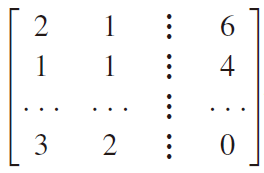 2 1 ⋮ 6
1 1 ⋮ 4
... ... ⋮ ...
3 2 ⋮ 0